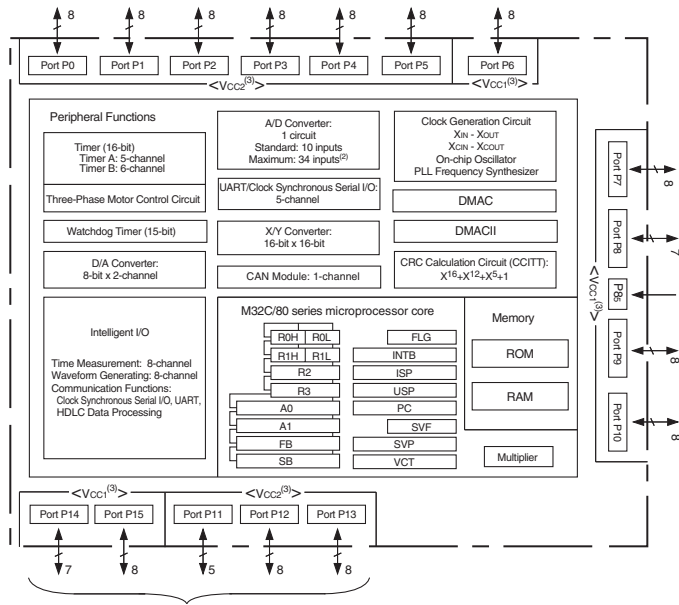 8 8 8 8 8 8 8
Port P0 Port P1 Port P2 Port P3 Port P4 Port P5 Port P6
<VCC2(3)> <VCC1(3)>
Peripheral Functions
Timer (16-bit)
Timer A: 5-channel
Timer B: 6-channel
Three-Phase Motor Control Circuit
Watchdog Timer (15-bit)
D/A Converter:
8-bit x 2-channel
Intelligent I/O
Time Measurement: 8-channel
Waveform Generating: 8-channel
Communication Functions:
Clock Synchronous Serial I/O, UART,
HDLC Data Processing
A/D Converter:
1 circuit
Standard: 10 inputs
Maximum: 34 inputs(2)
UART/Clock Synchronous Serial I/O:
5-channel
X/Y Converter:
16-bit x 16-bit
CAN Module: 1-channel
Clock Generation Circuit
XIN - XOUT
XCIN - XCOUT
On-chip Oscillator
PLL Frequency Synthesizer
DMAC
DMACII
CRC Calculation Circuit (CCITT):
X16+X12+X5+1
M32C/80 series microprocessor core
R0H R0L
R1H R1L
R2
R3
A0
A1
FB
SB
FLG
INTB
ISP
USP
PC
SVF
SVP
VCT
Memory
ROM
RAM
Multiplier
<VCC1(3)>
Port P7
8
Port P8
7
P85
Port P9
8
Port P10
8
<VCC1(3)> <VCC2(3)>
Port P14 Port P15 Port P11 Port P12 Port P13
7 8 5 8 8